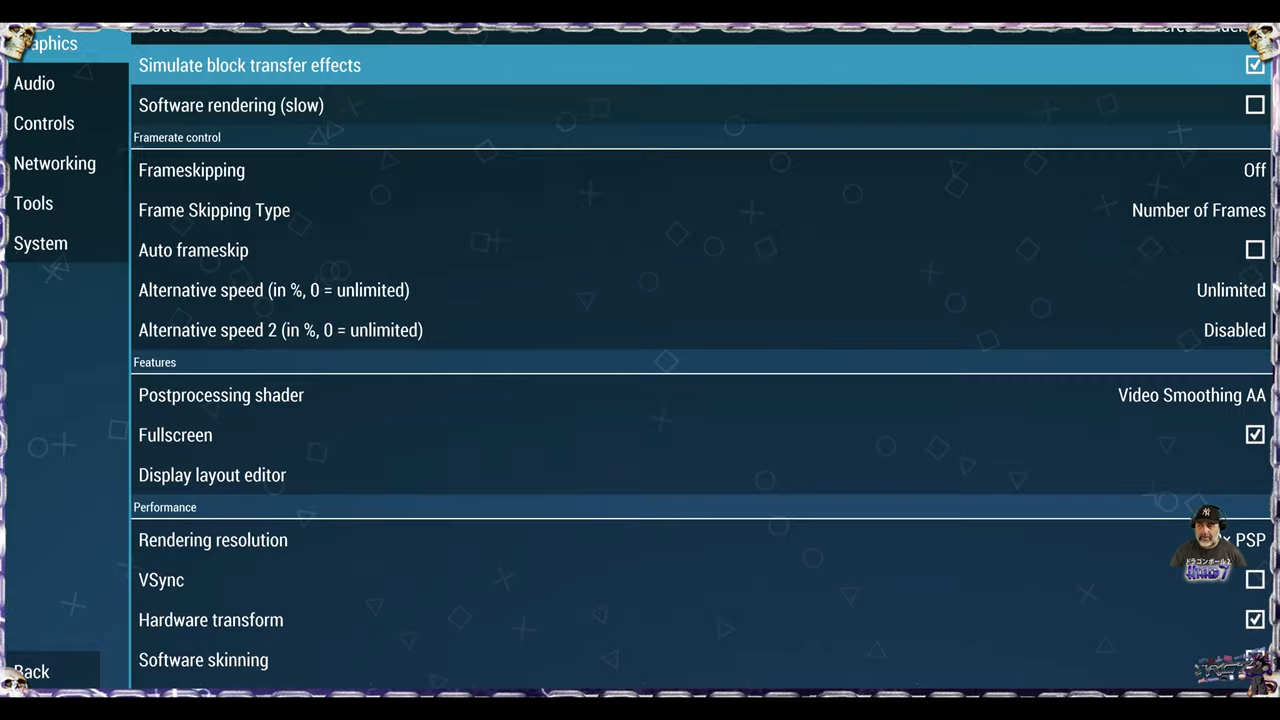 aphics
Audio
Controls
Networking
Tools
System
Back
Simulate block transfer effects
Software rendering (slow)
Framerate control
Frameskipping Off
Frame Skipping Type Number of Frames
Auto frameskip
Alternative speed (in %, 0 = unlimited) Unlimited
Alternative speed 2 (in %, 0 = unlimited) Disabled
Features
Postprocessing shader Video Smoothing AA
Fullscreen
Display layout editor
Performance
Rendering resolution x PSP
VSync
Hardware transform
Software skinning